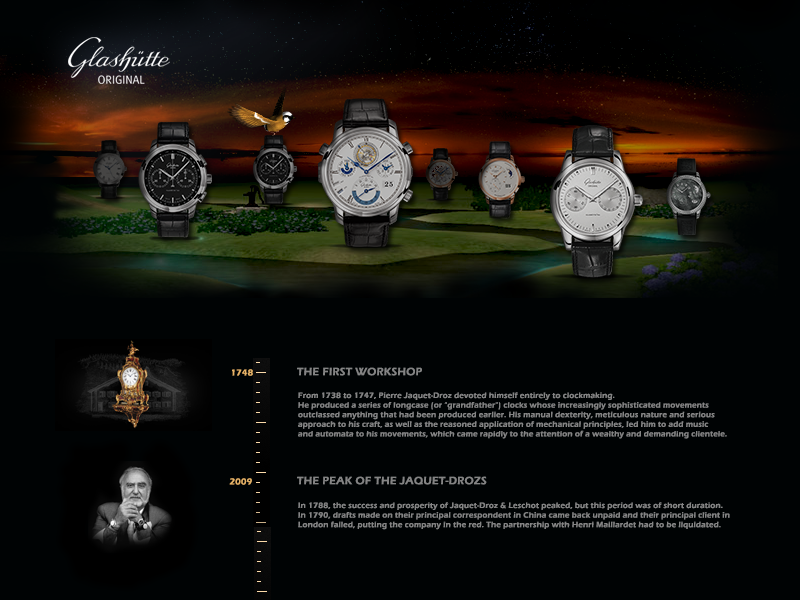 Glashütte
ORIGINAL
1748
THE FIRST WORKSHOP
From 1738 to 1747, Pierre Jaquet-Droz devoted himself entirely to clockmaking.
He produced a series of longcase (or "grandfather") clocks whose increasingly sophisticated movements
outclassed anything that had been produced earlier. His manual dexterity, meticulous nature and serious
approach to his craft, as well as the reasoned application of mechanical principles, led him to add music
and automata to his movements, which came rapidly to the attention of a wealthy and demanding clientele.
2009
THE PEAK OF THE JAQUET-DROZS
In 1788, the success and prosperity of Jaquet-Droz & Leschot peaked, but this period was of short duration.
In 1790, drafts made on their principal correspondent in China came back unpaid and their principal client in
London failed, putting the company in the red. The partnership with Henri Maillardet had to be liquidated.